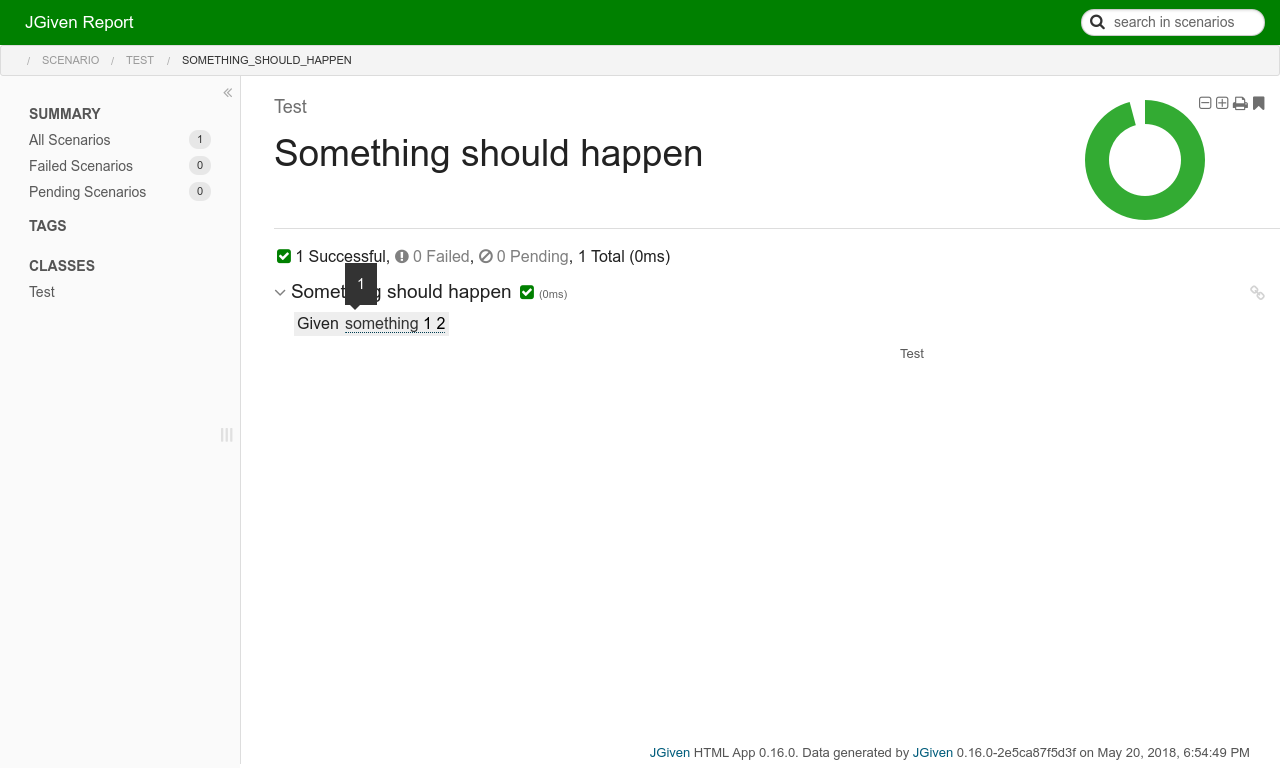 JGiven Report
search in scenarios
/ SCENARIO / TEST / SOMETHING_SHOULD_HAPPEN
«
SUMMARY
All Scenarios 1
Failed Scenarios 0
Pending Scenarios 0
TAGS
CLASSES
Test
Test
Something should happen
1 Successful, 0 Failed, 0 Pending, 1 Total (0ms)
1
Something should happen (0ms)
Given something 1 2
Test
JGiven HTML App 0.16.0. Data generated by JGiven 0.16.0-2e5ca87f5d3f on May 20, 2018, 6:54:49 PM